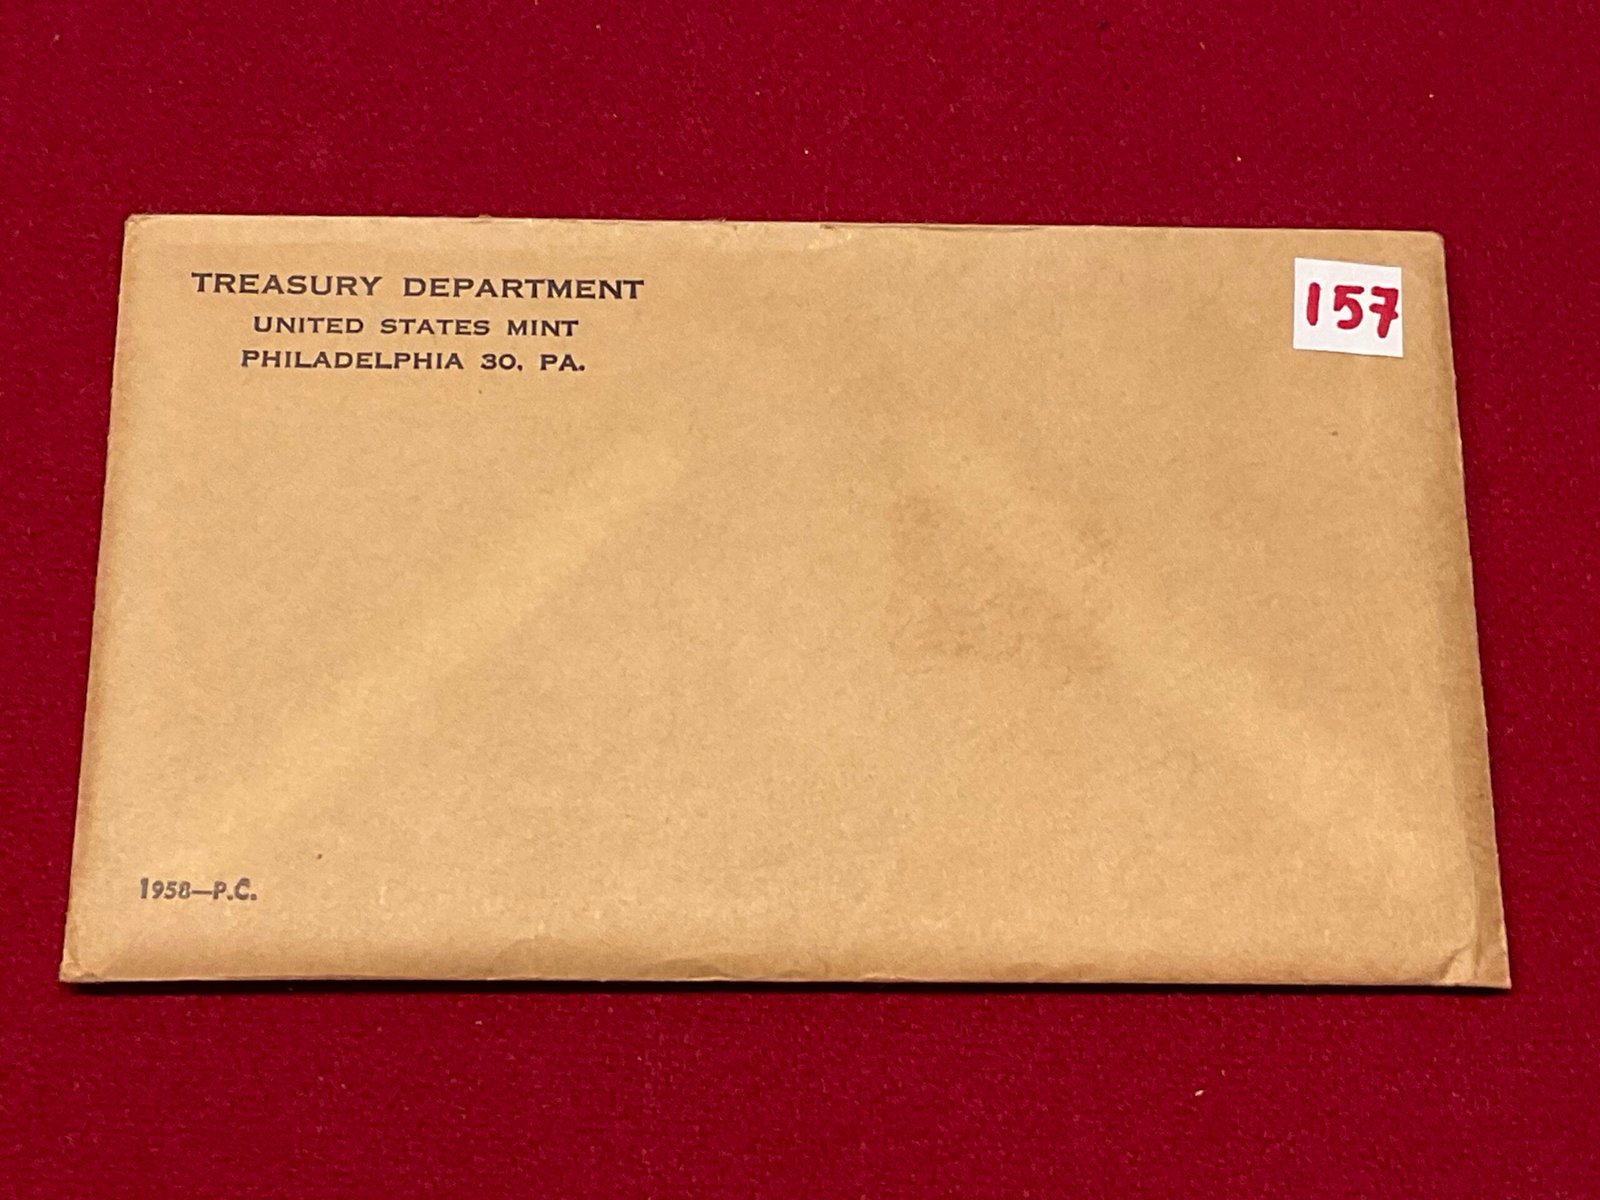 TREASURY DEPARTMENT
UNITED STATES MINT
PHILADELPHIA 30, PA.
157
1958—P.C.